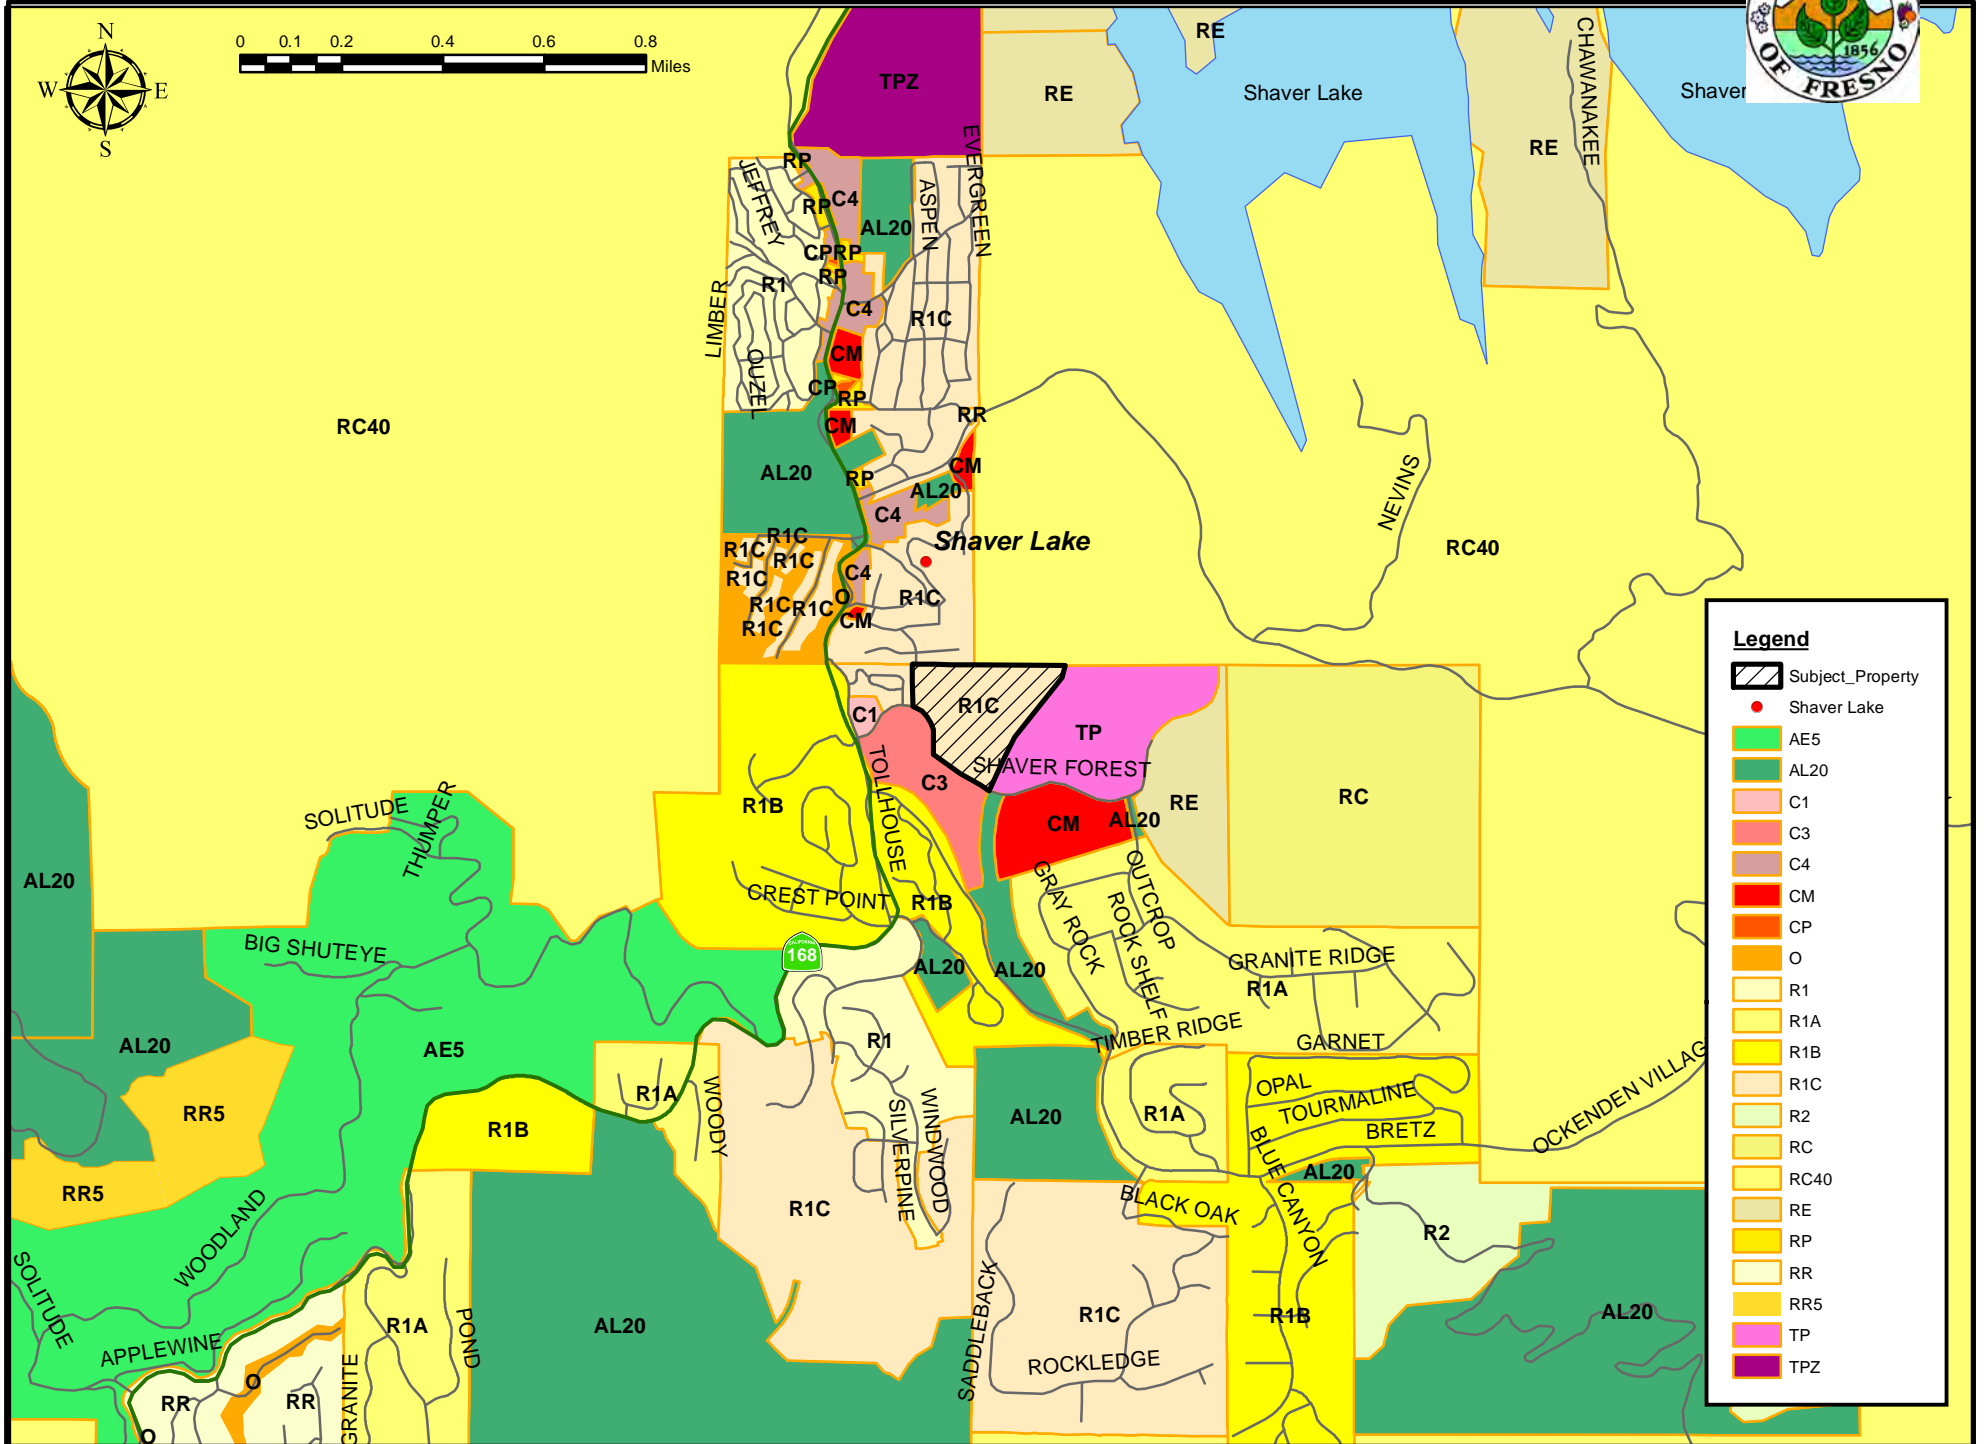 N
W
E
S
0
0.1
0.2
0.4
0.6
0.8
Miles
1856
OF FRESNO
TPZ
RE
RE
Shaver Lake
RE
CHAWANAKEE
Shaver
RP
JEFFREY
RP
C4
AL20
ASPEN
EVERGREEN
CP
RP
RP
R1
C4
R1C
LIMBER
OUZEL
CM
CP
RP
CM
RR
CM
RC40
AL20
RP
AL20
C4
NEVINS
RC40
Shaver Lake
R1C
R1C
R1C
R1C
R1C
R1C
R1C
C4
O
CM
R1C
R1C
C1
TP
SHAVER FOREST
C3
TOLLHOUSE
R1B
CM
AL20
RE
RC
SOLITUDE
THUMPER
AL20
CREST POINT
R1B
GRAY ROCK
OUTCROP
ROCK SHELF
BIG SHUTEYE
CALIFORNIA
168
AL20
AL20
GRANITE RIDGE
R1A
AL20
AE5
R1
TIMBER RIDGE
GARNET
R1A
WOODY
RR5
R1B
SILVERPINE
WINDWOOD
AL20
R1A
OPAL
TOURMALINE
BRETZ
OCKENDEN VILLAG
BLUE CANYON
AL20
RR5
WOODLAND
R1C
BLACK OAK
R2
SOLITUDE
APPLEWINE
R1A
POND
AL20
SADDLEBACK
R1C
ROCKLEDGE
R1B
AL20
RR
O
RR
GRANITE
O
Legend
Subject_Property
Shaver Lake
AE5
AL20
C1
C3
C4
CM
CP
O
R1
R1A
R1B
R1C
R2
RC
RC40
RE
RP
RR
RR5
TP
TPZ